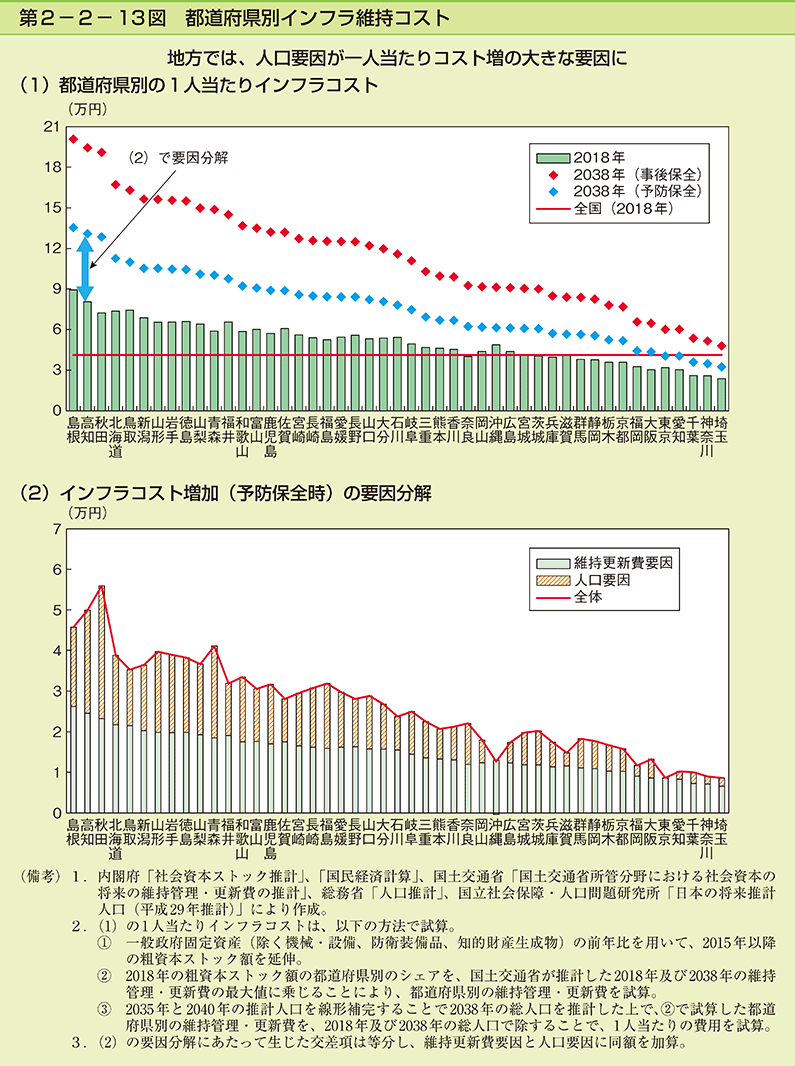 第２－２－13図　都道府県別インフラ維持コスト
地方では、人口要因が一人当たりコスト増の大きな要因に
（１）都道府県別の１人当たりインフラコスト
（万円）
21
18
15
12
9
6
3
0
（2）で要因分解
2018年
2038年（事後保全）
2038年（予防保全）
全国（2018年）
島根 高知 秋田 北海道 鳥取 新潟 山形 岩手 徳島 山梨 青森 福井 和歌山 富山 鹿児島 佐賀 宮崎 長崎 福島 愛媛 長野 山口 大分 石川 岐阜 三重 熊本 香川 奈良 岡山 沖縄 広島 宮城 茨城 兵庫 滋賀 群馬 静岡 栃木 京都 福岡 大阪 東京 愛知 千葉 神奈川 埼玉
（２）インフラコスト増加（予防保全時）の要因分解
（万円）
7
6
5
4
3
2
1
0
維持更新費要因
人口要因
全体
島根 高知 秋田 北海道 鳥取 新潟 山形 岩手 徳島 山梨 青森 福井 和歌山 富山 鹿児島 佐賀 宮崎 長崎 福島 愛媛 長野 山口 大分 石川 岐阜 三重 熊本 香川 奈良 岡山 沖縄 広島 宮城 茨城 兵庫 滋賀 群馬 静岡 栃木 京都 福岡 大阪 東京 愛知 千葉 神奈川 埼玉
（備考）１．内閣府「社会資本ストック推計」、「国民経済計算」、国土交通省「国土交通省所管分野における社会資本の
将来の維持管理・更新費の推計」、総務省「人口推計」、国立社会保障・人口問題研究所「日本の将来推計
人口（平成29年推計）」により作成。
２．（1）の１人当たりインフラコストは、以下の方法で試算。
①　一般政府固定資産（除く機械・設備、防衛装備品、知的財産生成物）の前年比を用いて、2015年以降
の粗資本ストック額を延伸。
②　2018年の粗資本ストック額の都道府県別のシェアを、国土交通省が推計した2018年及び2038年の維持
管理・更新費の最大値に乗じることにより、都道府県別の維持管理・更新費を試算。
③　2035年と2040年の推計人口を線形補完することで2038年の総人口を推計した上で、②で試算した都道
府県別の維持管理・更新費を、2018年及び2038年の総人口で除することで、１人当たりの費用を試算。
３．（2）の要因分解にあたって生じた交差項は等分し、維持更新費要因と人口要因に同額を加算。